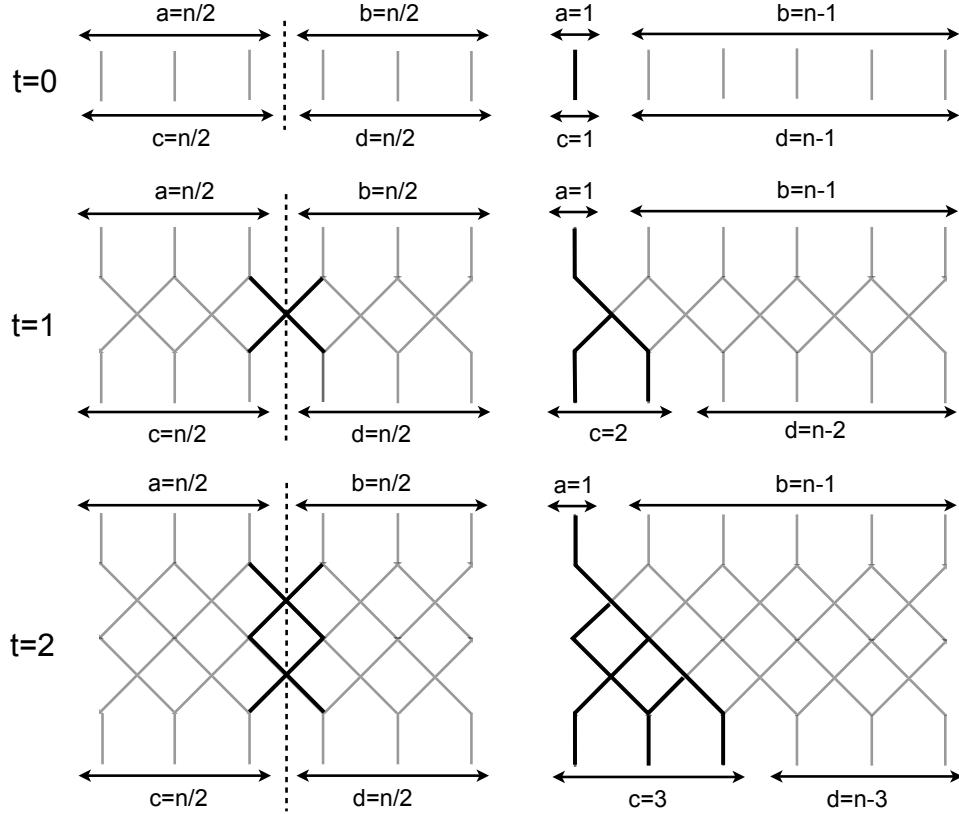 a=n/2 b=n/2 a=1 b=n-1
t=0
c=n/2 d=n/2 c=1 d=n-1
a=n/2 b=n/2 a=1 b=n-1
t=1
c=n/2 d=n/2 c=2 d=n-2
a=n/2 b=n/2 a=1 b=n-1
t=2
c=n/2 d=n/2 c=3 d=n-3